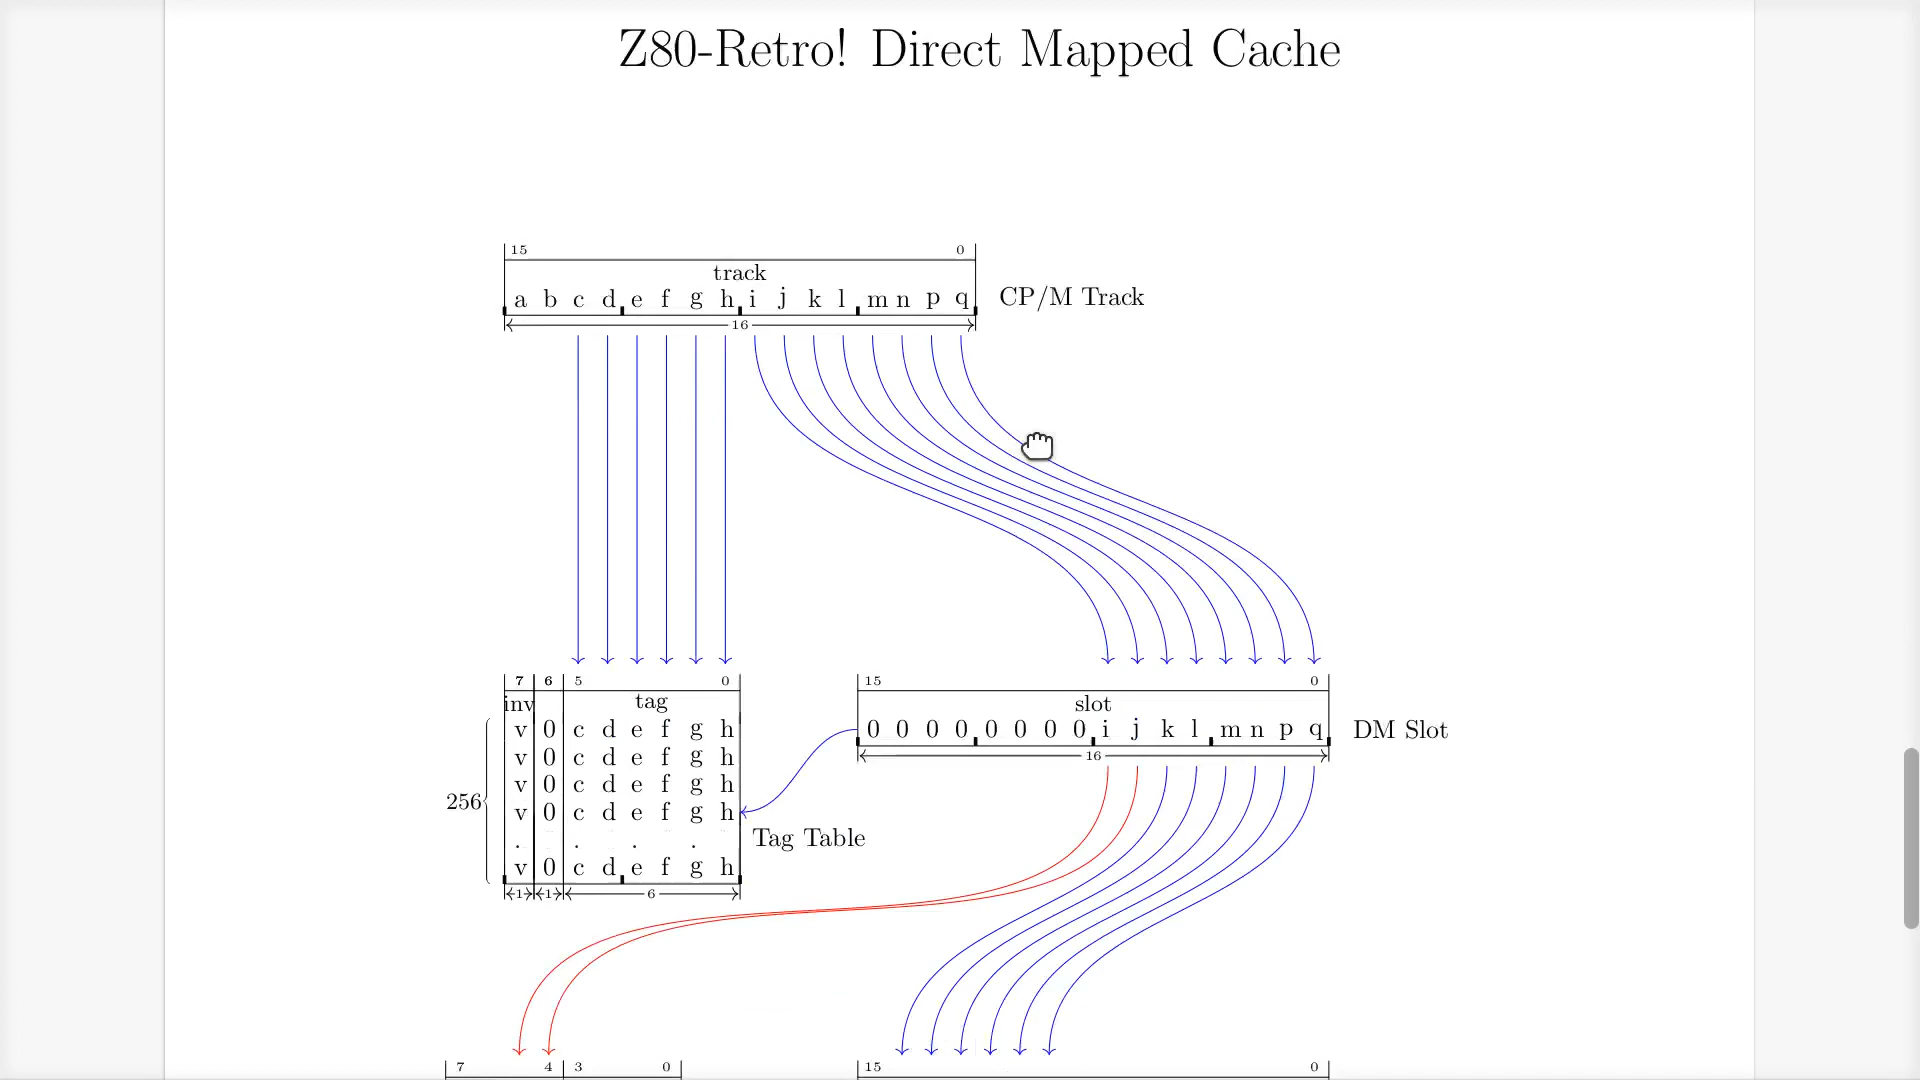 Z80-Retro! Direct Mapped Cache
15 0
track
a b c d e f g h i j k l m n p q CP/M Track
16
7 6 5 0 15 0
inv tag slot
v 0 c d e f g h 0 0 0 0 0 0 0 0 i j k l m n p q DM Slot
v 0 c d e f g h 16
v 0 c d e f g h
256 v 0 c d e f g h
. . . . Tag Table
v 0 c d e f g h
1 1 6
7 4 3 0 15 0